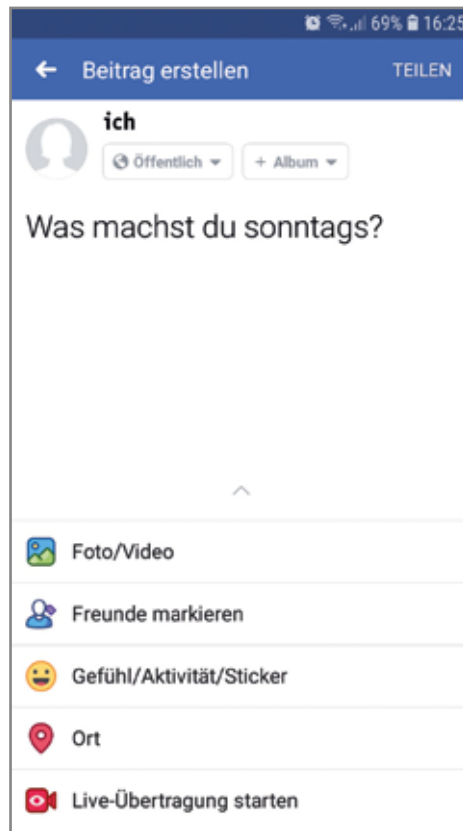 69% 16:25
Beitrag erstellen TEILEN
ich
Öffentlich + Album
Was machst du sonntags?
Foto/Video
Freunde markieren
Gefühl/Aktivität/Sticker
Ort
Live-Übertragung starten